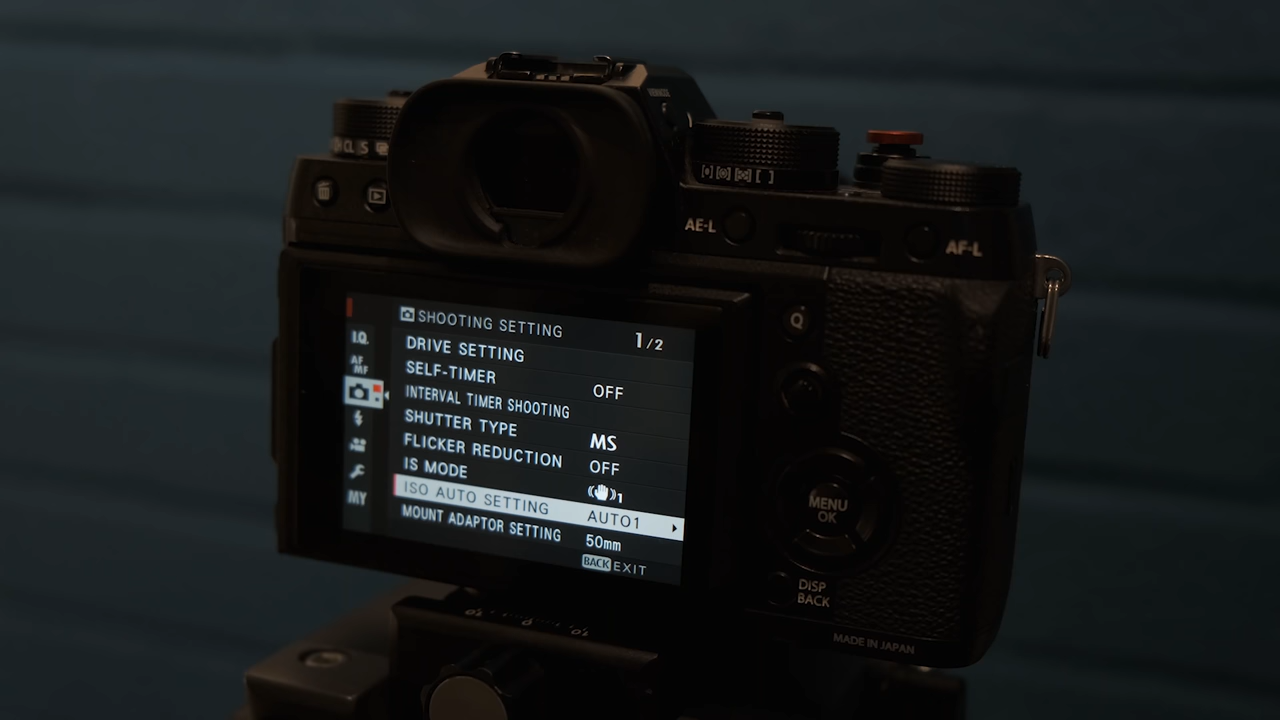 CL S
AE-L
AF-L
Q
SHOOTING SETTING 1/2
I.Q.
AF
MF
MY
DRIVE SETTING
SELF-TIMER OFF
INTERVAL TIMER SHOOTING
SHUTTER TYPE MS
FLICKER REDUCTION OFF
IS MODE 1
ISO AUTO SETTING AUTO1
MOUNT ADAPTOR SETTING 50mm
BACK EXIT
MENU
OK
DISP
BACK
MADE IN JAPAN